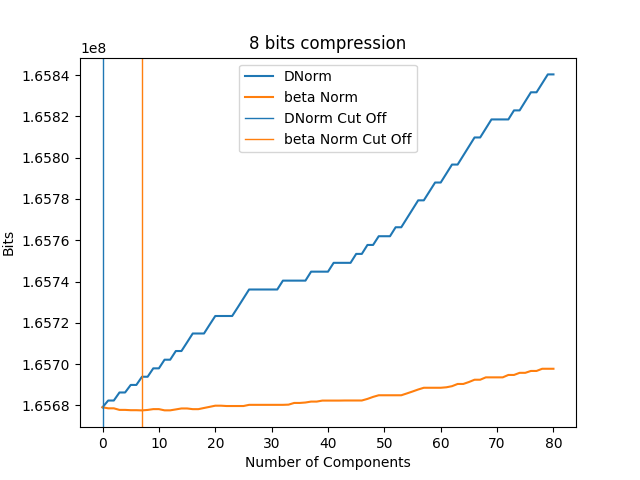 8 bits compression
1e8
1.6584
1.6582
1.6580
1.6578
1.6576
1.6574
1.6572
1.6570
1.6568
Bits
DNorm
beta Norm
DNorm Cut Off
beta Norm Cut Off
0 10 20 30 40 50 60 70 80
Number of Components